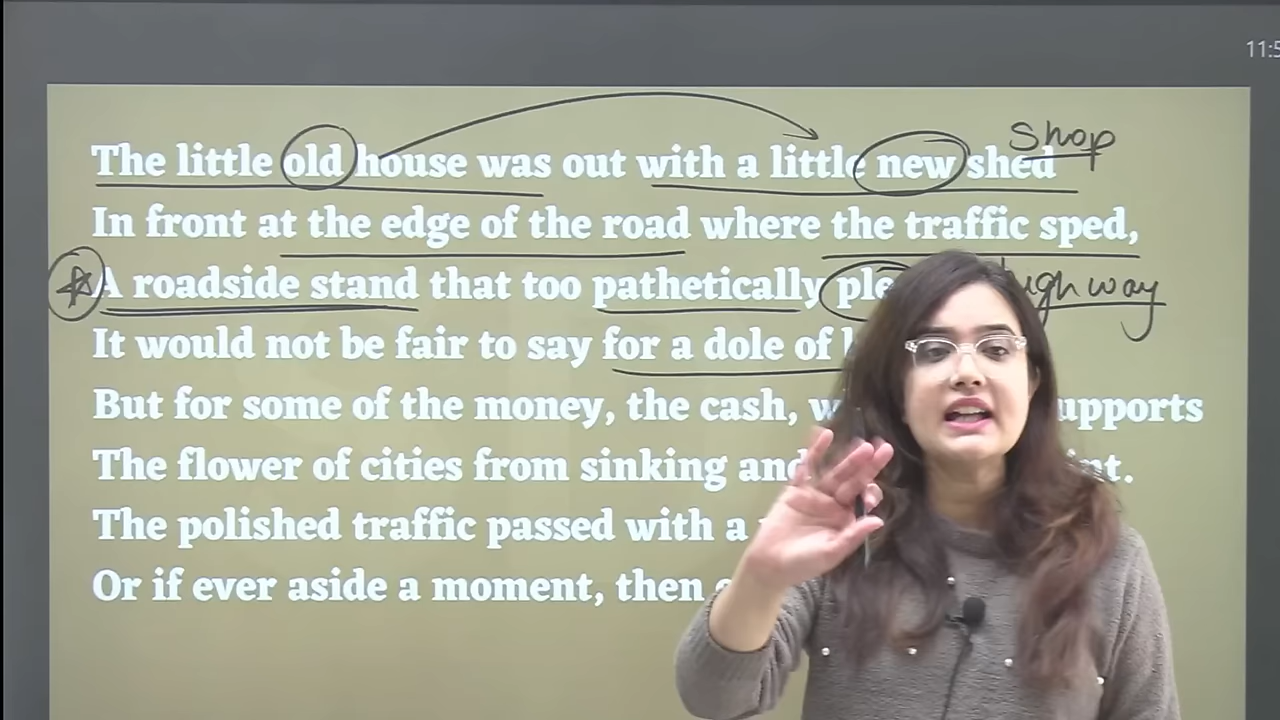 11:5
shop
The little old house was out with a little new shed
In front at the edge of the road where the traffic sped,
A roadside stand that too pathetically
highway
It would not be fair to say for a dole of
But for some of the money, the cash,
The flower of cities from sinking and
The polished traffic passed with a
Or if ever aside a moment, then